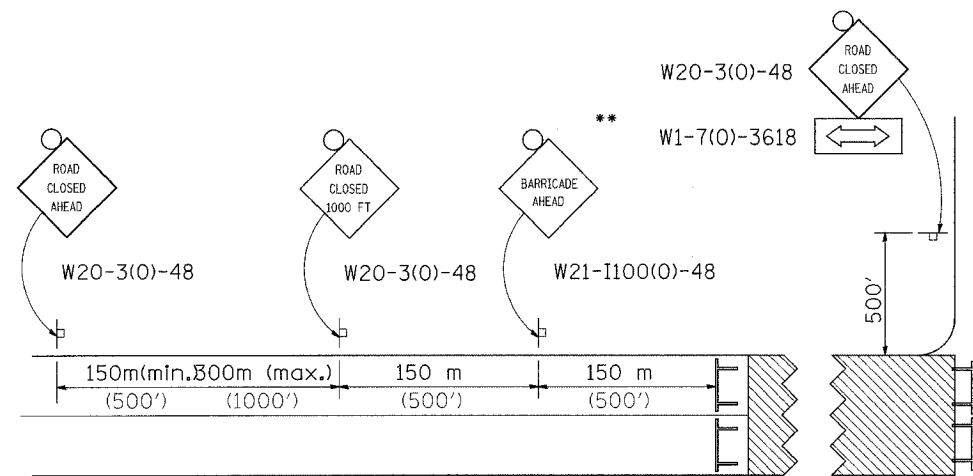 W20-3(0)-48
ROAD
CLOSED
AHEAD
**
W1-7(0)-3618
ROAD
CLOSED
AHEAD
ROAD
CLOSED
1000 FT
BARRICADE
AHEAD
W20-3(0)-48
W20-3(0)-48
W21-I100(0)-48
500'
150m(min.)300m (max.)
150 m
150 m
(500')
(1000')
(500')
(500')